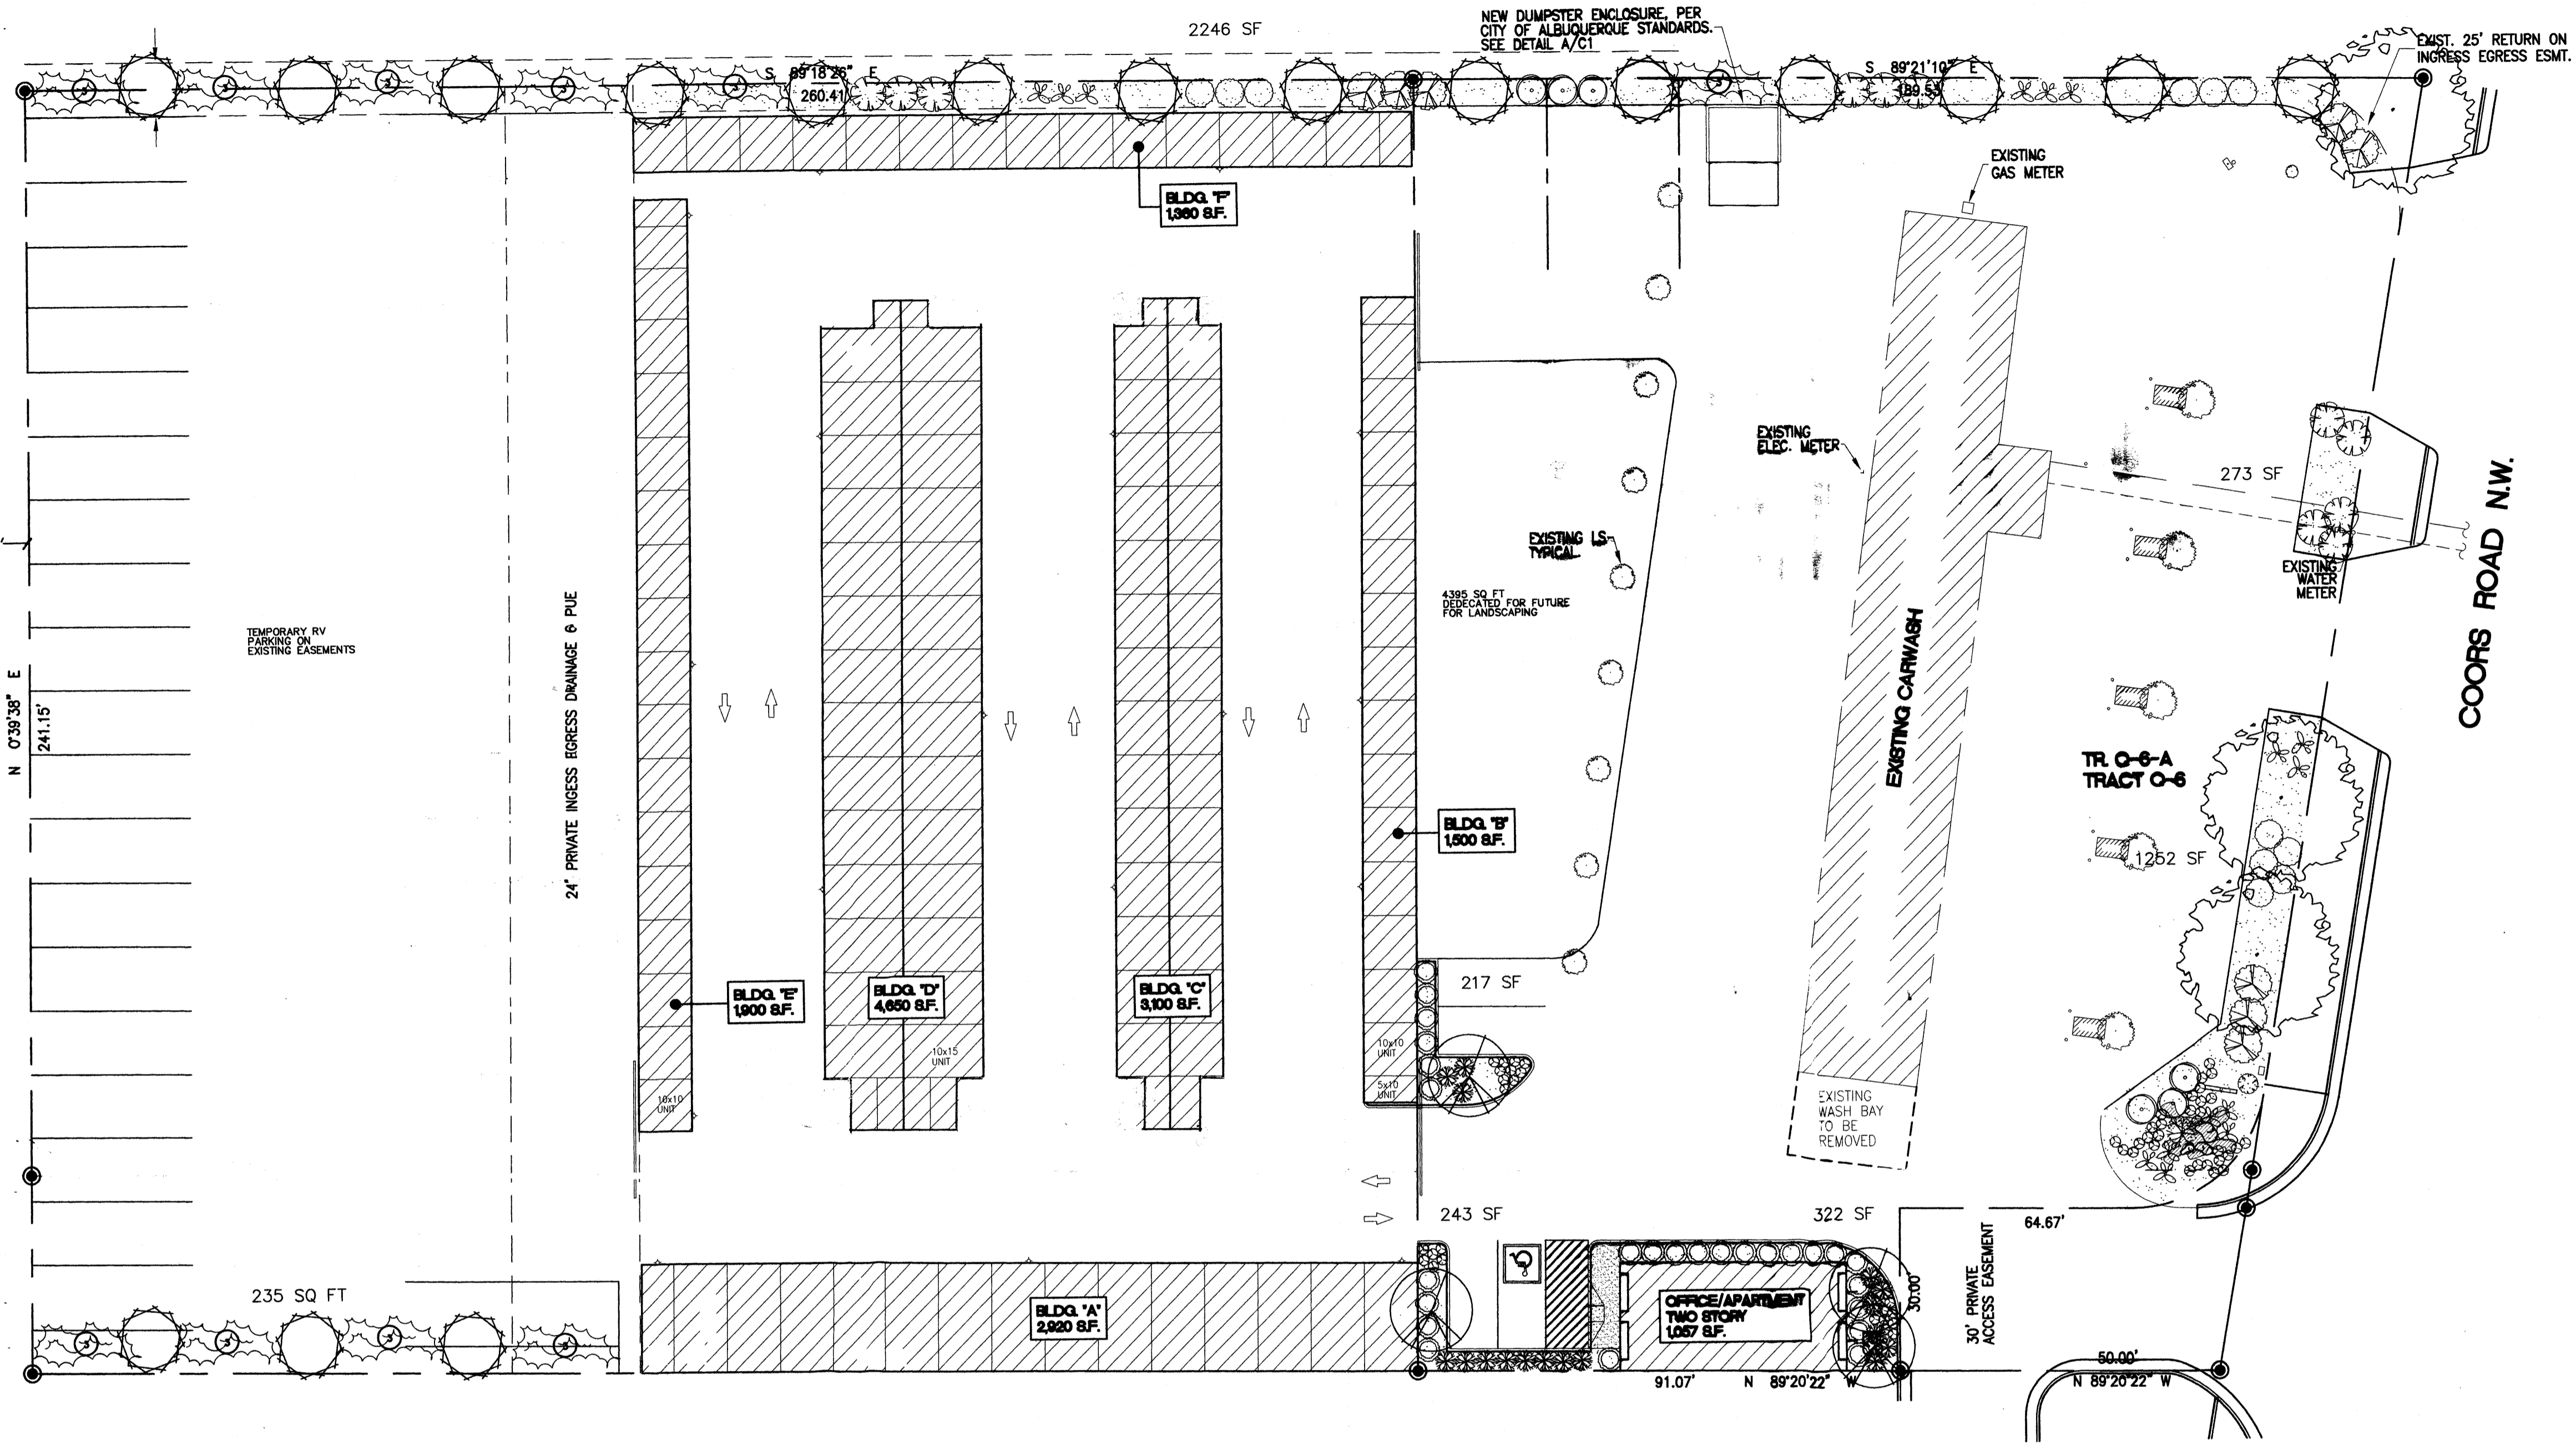 2246 SF
NEW DUMPSTER ENCLOSURE, PER
CITY OF ALBUQUERQUE STANDARDS.
SEE DETAIL A/C1
EXIST. 25' RETURN ON
INGRESS EGRESS ESMT.
S 89°18'26" E
260.41'
S 89°21'10" E
189.53'
EXISTING
GAS METER
BLDG. "F"
1,360 S.F.
EXISTING
ELEC. METER
273 SF
EXISTING LS
TYPICAL
EXISTING
WATER
METER
COORS ROAD N.W.
4395 SQ FT
DEDECATED FOR FUTURE
FOR LANDSCAPING
TEMPORARY RV
PARKING ON
EXISTING EASEMENTS
24' PRIVATE INGESS EGRESS DRAINAGE & PUE
N 0°39'38" E
241.15'
EXISTING CARWASH
TR. Q-6-A
TRACT Q-6
BLDG. "B"
1,500 S.F.
1252 SF
BLDG. "E"
1,900 S.F.
BLDG. "D"
4,650 S.F.
BLDG. "C"
3,100 S.F.
217 SF
10x15
UNIT
10x10
UNIT
5x10
UNIT
10x10
UNIT
EXISTING
WASH BAY
TO BE
REMOVED
243 SF
322 SF
64.67'
30' PRIVATE
ACCESS EASEMENT
30.00'
235 SQ FT
BLDG. "A"
2,920 S.F.
OFFICE/APARTMENT
TWO STORY
1,057 S.F.
50.00'
91.07' N 89°20'22" W
N 89°20'22" W